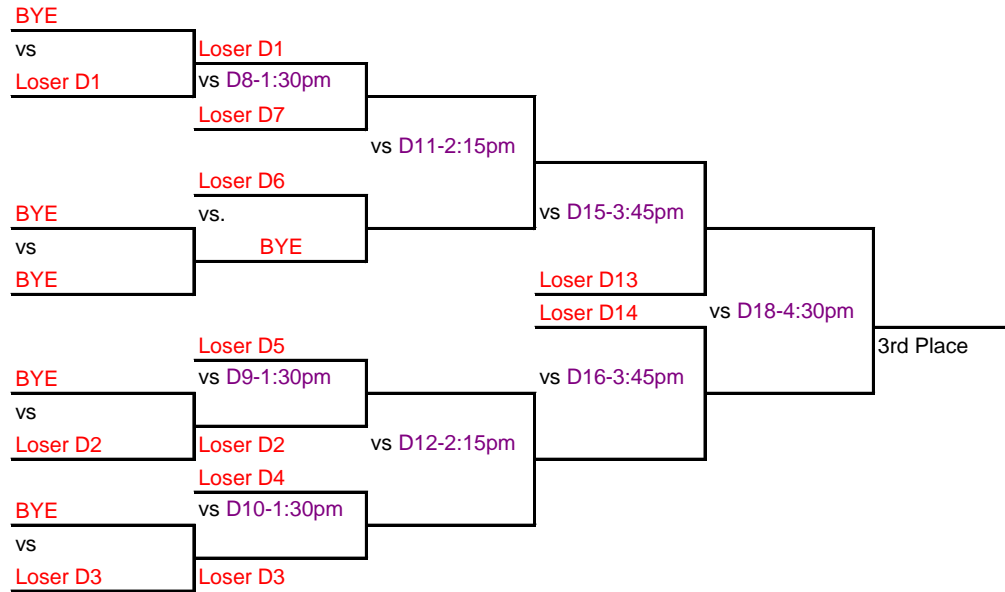 BYE
vs
Loser D1
Loser D1
vs D8-1:30pm
Loser D7
vs D11-2:15pm
Loser D6
vs.
BYE
BYE
vs
BYE
vs D15-3:45pm
Loser D13
Loser D14
vs D18-4:30pm
3rd Place
Loser D5
vs D9-1:30pm
BYE
vs
Loser D2
Loser D2
vs D16-3:45pm
vs D12-2:15pm
Loser D4
vs D10-1:30pm
BYE
vs
Loser D3
Loser D3